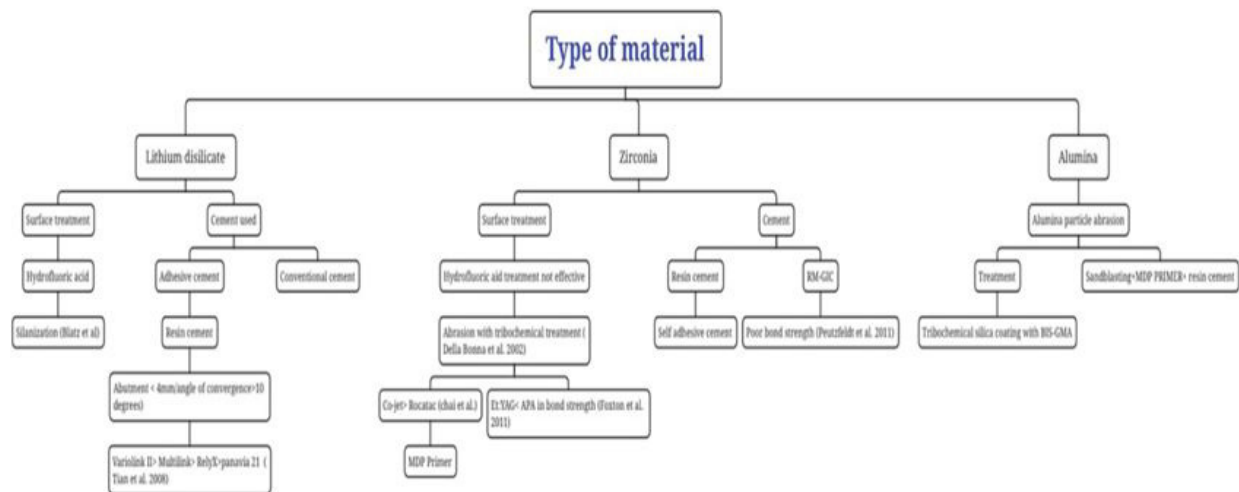 Type of material
Lithium disilicate
Zirconia
Alumina
Surface treatment
Cement used
Surface treatment
Cement
Alumina particle abrasion
Hydrofluoric acid
Adhesive cement
Conventional cement
Hydrofluoric aid treatment not effective
Resin cement
RM-GIC
Treatment
Sandblasting+MDP PRIMER+ resin cement
Silanization (Blatz et al)
Resin cement
Abrasion with tribochemical treatment (
Della Bonna et al. 2002)
Self adhesive cement
Poor bond strength (Peutzfeldt et al. 2011)
Tribochemical silica coating with BIS-GMA
Abutment < 4mm/angle of convergence>10
degrees)
Co-jet> Rocatac (chai et al.)
Et:YAG< APA in bond strength (Foxton et al.
2011)
Variolink II> Multilink> RelyX>panavia 21 (
Tian et al. 2008)
MDP Primer